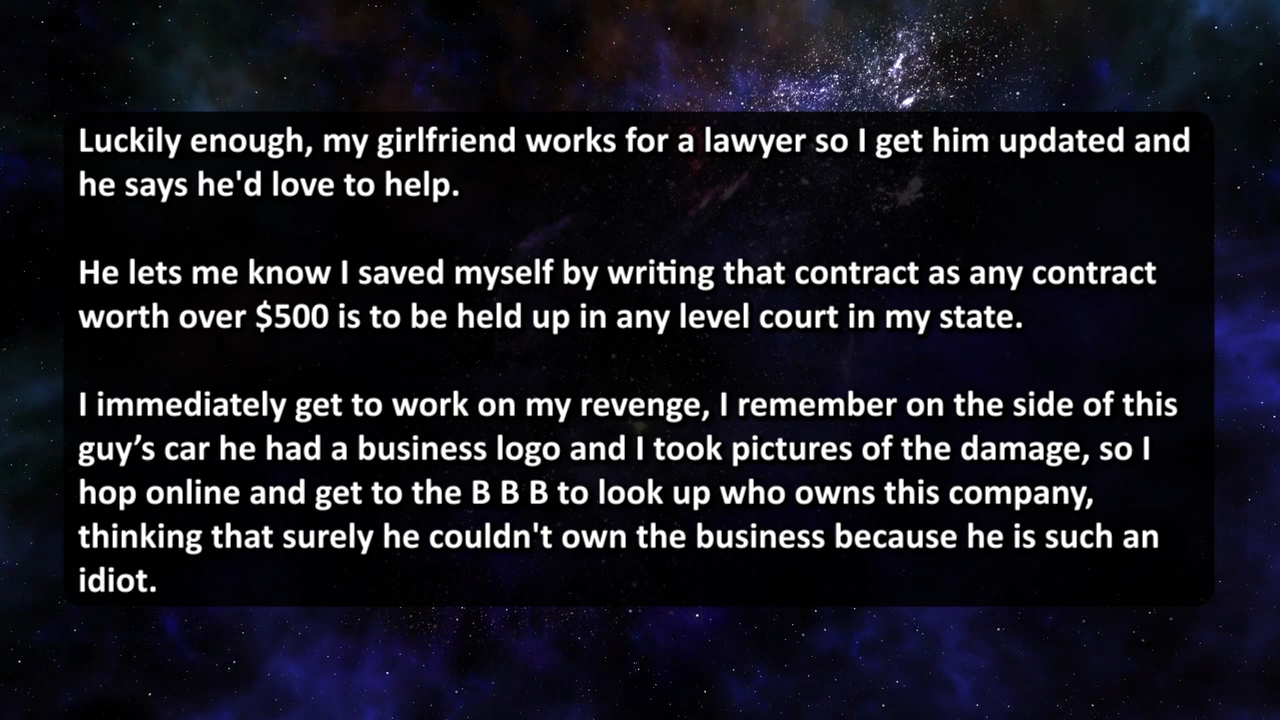 Luckily enough, my girlfriend works for a lawyer so I get him updated and
he says he'd love to help.
He lets me know I saved myself by writing that contract as any contract
worth over $500 is to be held up in any level court in my state.
I immediately get to work on my revenge, I remember on the side of this
guy’s car he had a business logo and I took pictures of the damage, so I
hop online and get to the B B B to look up who owns this company,
thinking that surely he couldn't own the business because he is such an
idiot.